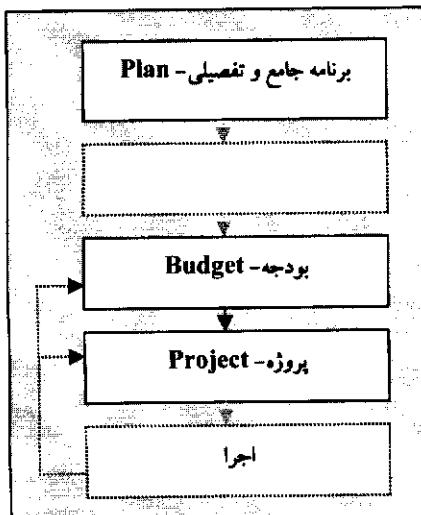 برنامه جامع و تفصیلی- Plan
بودجه- Budget
پروژه- Project
اجرا